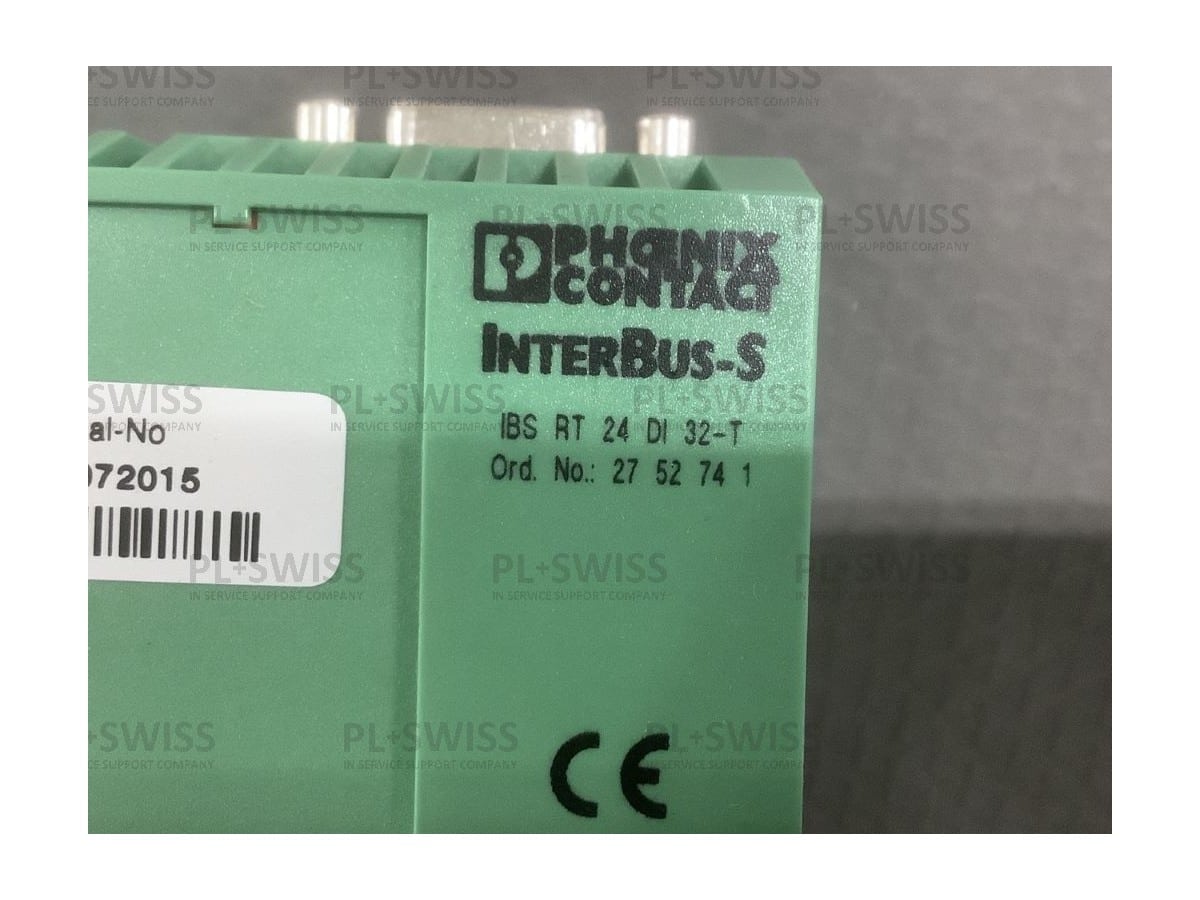 PHOENIX
CONTACT
INTERBUS-S
IBS RT 24 DI 32-T
Ord. No.: 27 52 74 1
al-No
072015
CE
PL+SWISS
IN SERVICE SUPPORT COMPANY